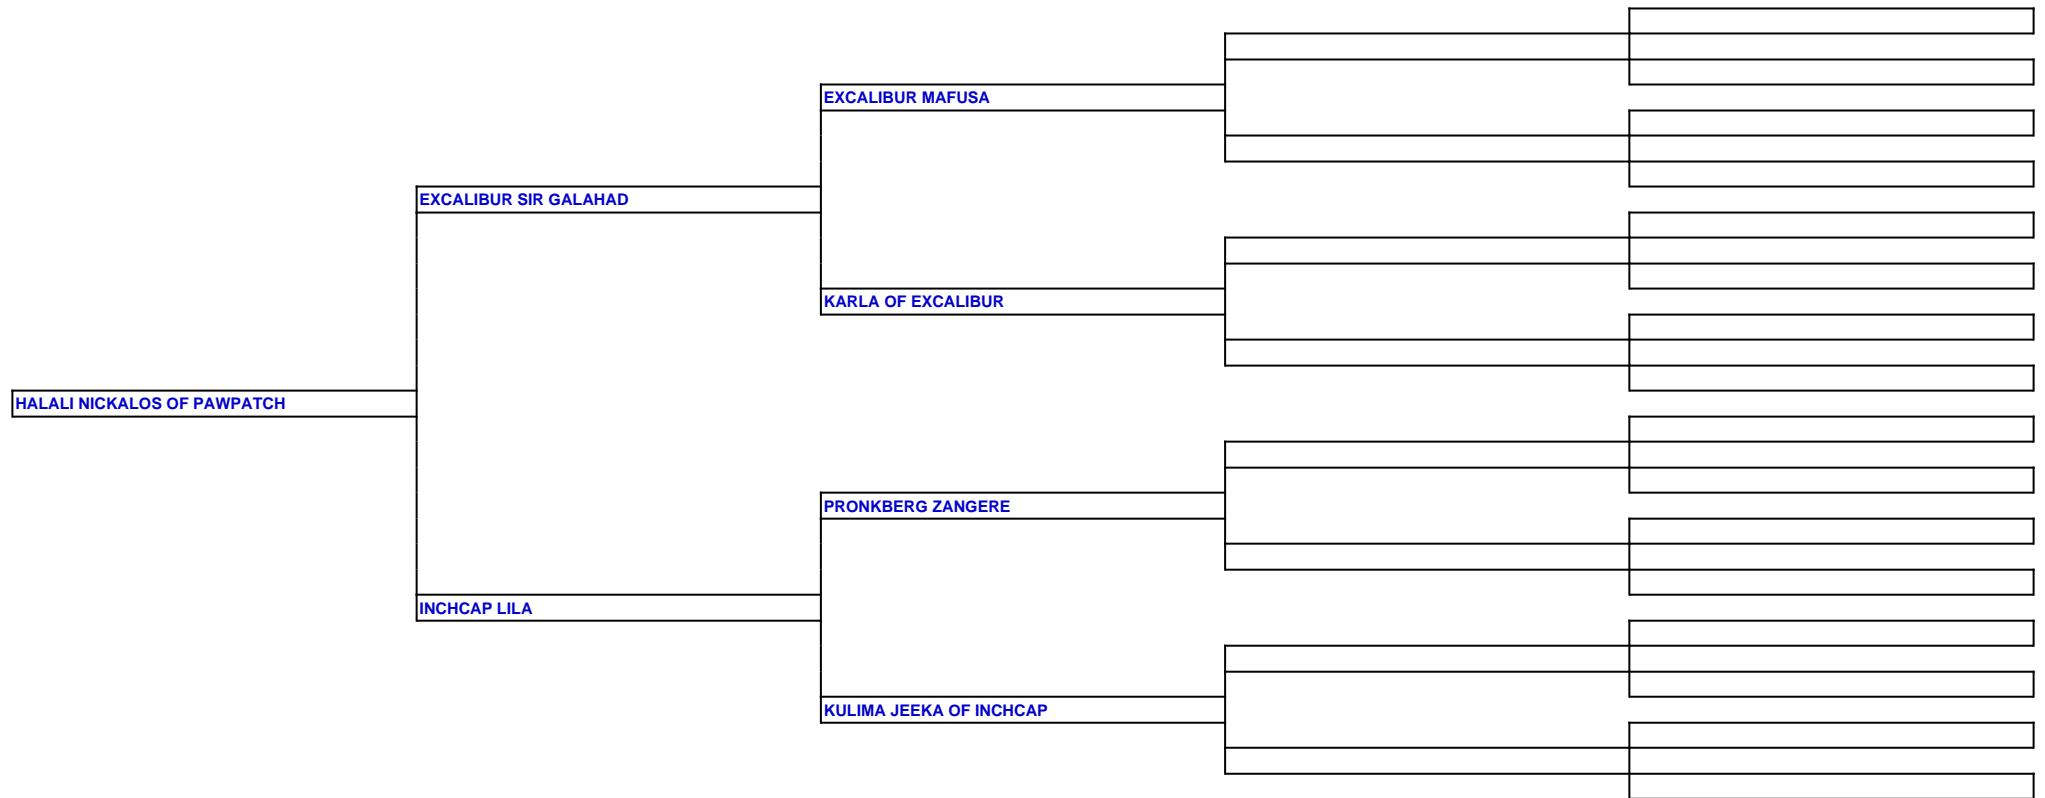 EXCALIBUR MAFUSA
EXCALIBUR SIR GALAHAD
KARLA OF EXCALIBUR
HALALI NICKALOS OF PAWPATCH
PRONKBERG ZANGERE
INCHCAP LILA
KULIMA JEEKA OF INCHCAP